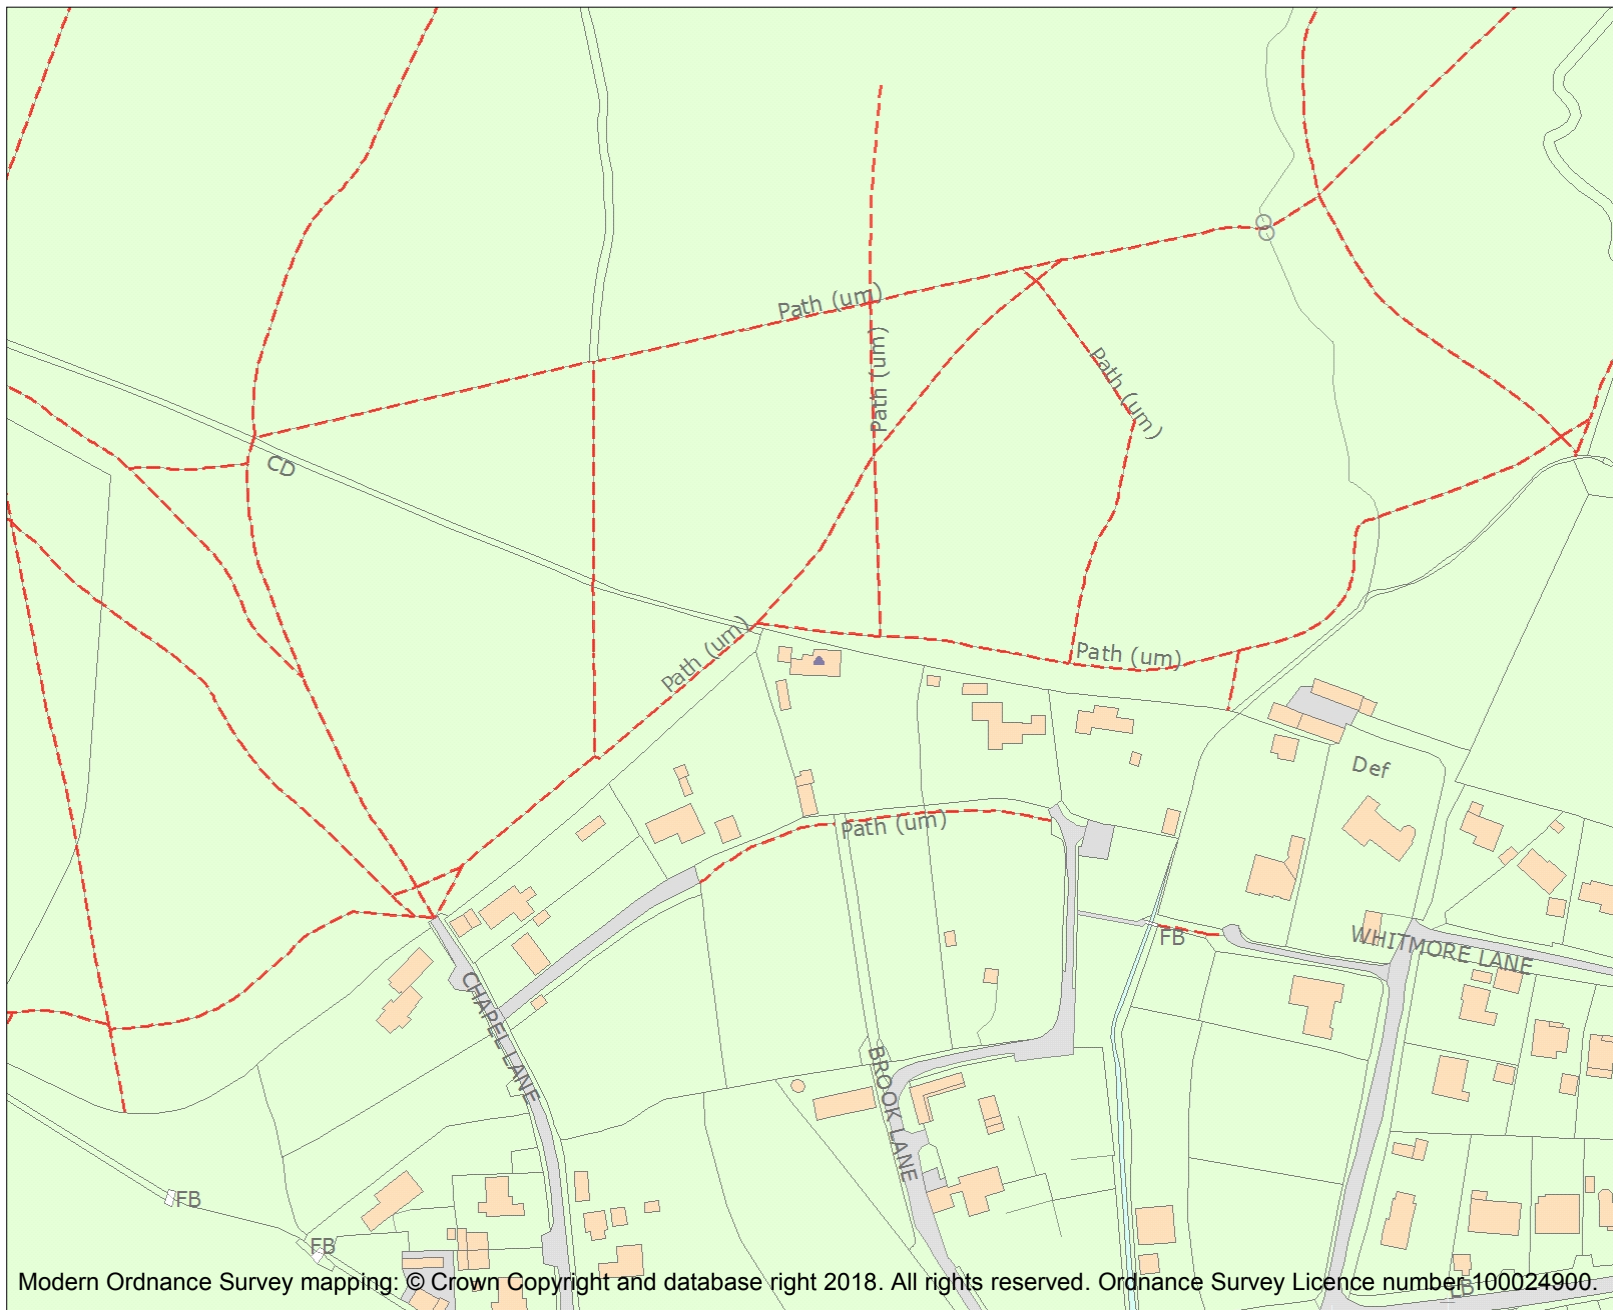 Path (um)
Path (um)
Path (um)
CD
Path (um)
Path (um)
Def
Path (um)
FB
WHITMORE LANE
CHAPEL LANE
BROOK LANE
FB
FB
LB
Modern Ordnance Survey mapping: © Crown Copyright and database right 2018. All rights reserved. Ordnance Survey Licence number 100024900.